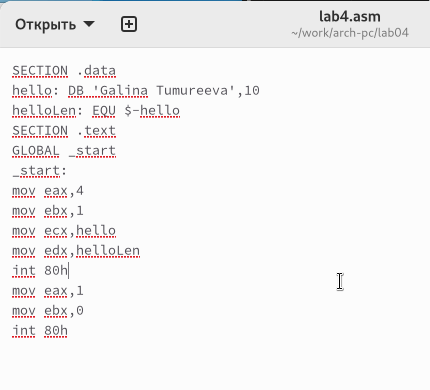 Открыть
lab4.asm
~/work/arch-pc/lab04
SECTION .data
hello: DB 'Galina Tumureeva',10
helloLen: EQU $-hello
SECTION .text
GLOBAL _start
_start:
mov eax,4
mov ebx,1
mov ecx,hello
mov edx,helloLen
int 80h
mov eax,1
mov ebx,0
int 80h